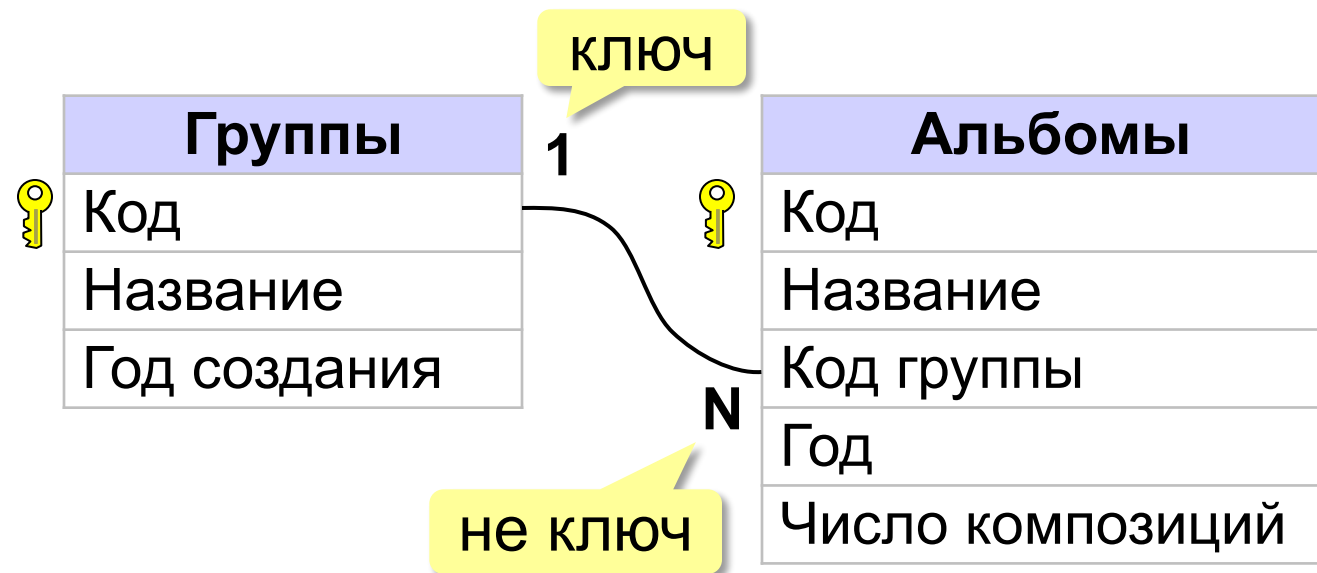 ключ
Группы
1
Код
Название
Год создания
Альбомы
Код
Название
Код группы
Год
Число композиций
N
не ключ